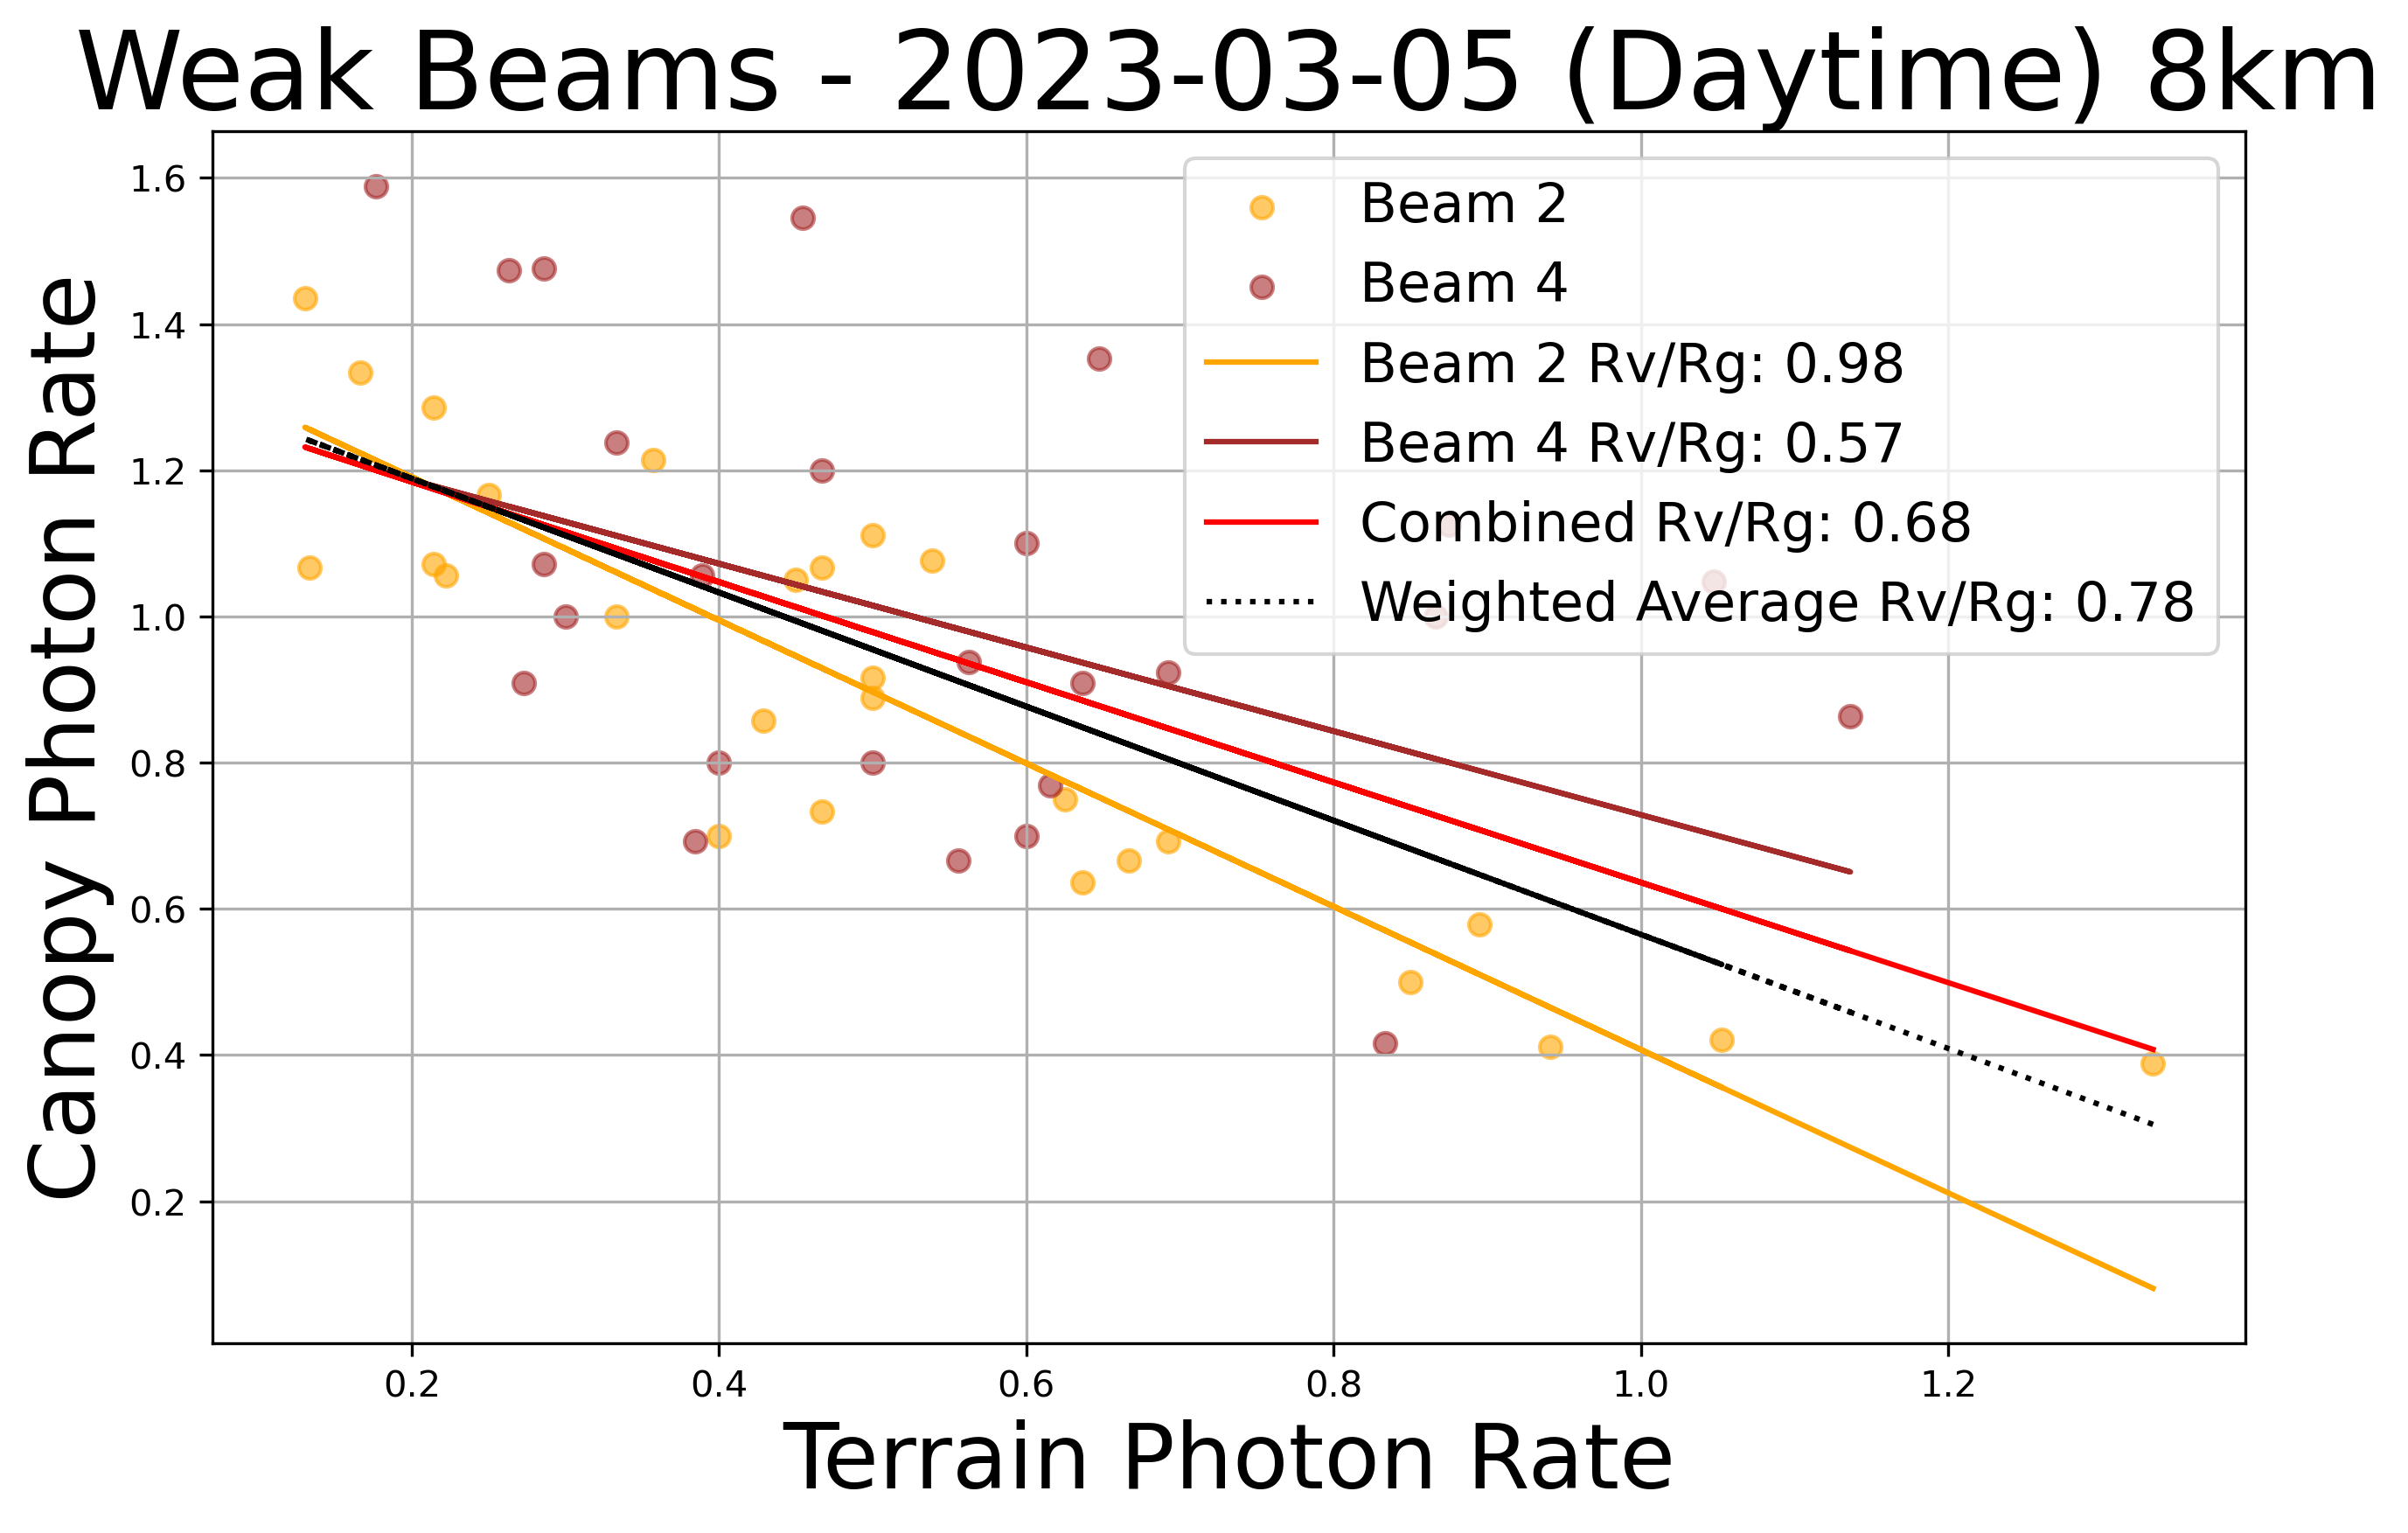 Weak Beams - 2023-03-05 (Daytime) 8km
Canopy Photon Rate
1.6
1.4
1.2
1.0
0.8
0.6
0.4
0.2
Beam 2
Beam 4
Beam 2 Rv/Rg: 0.98
Beam 4 Rv/Rg: 0.57
Combined Rv/Rg: 0.68
Weighted Average Rv/Rg: 0.78
0.2 0.4 0.6 0.8 1.0 1.2
Terrain Photon Rate